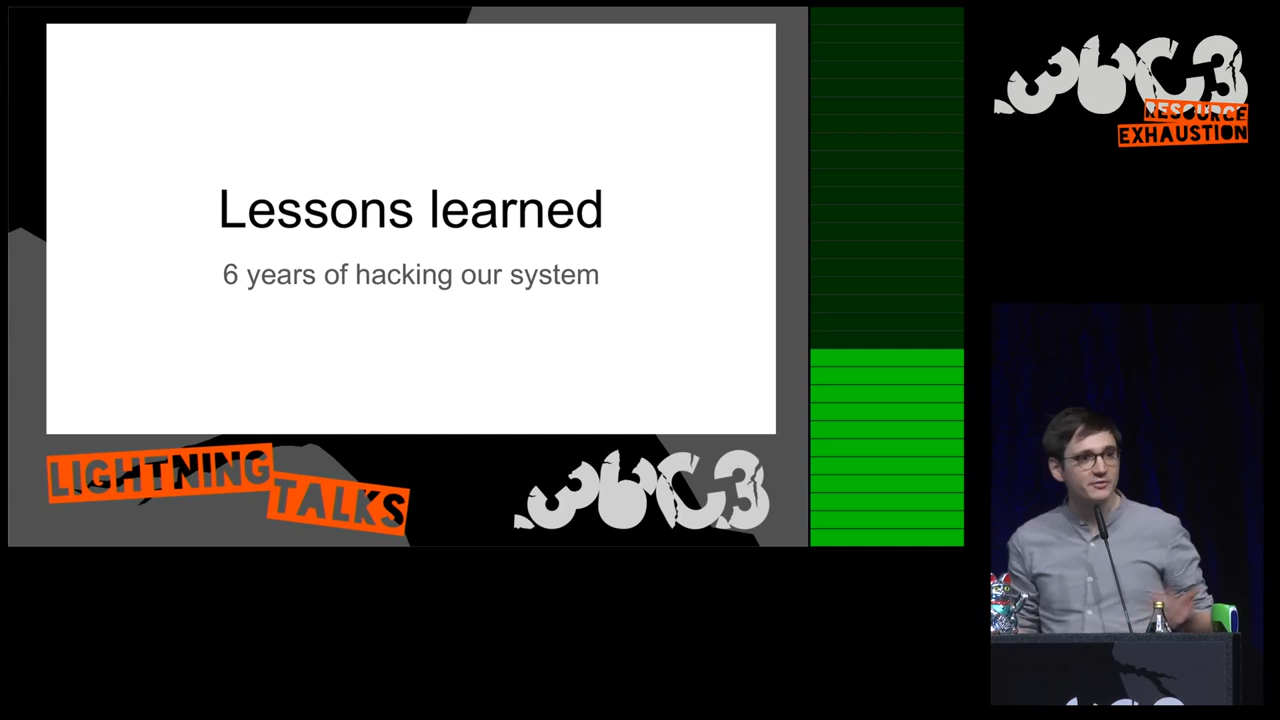 Lessons learned
6 years of hacking our system
LIGHTNING
TALKS
36C3
36C3
RESOURCE
EXHAUSTION